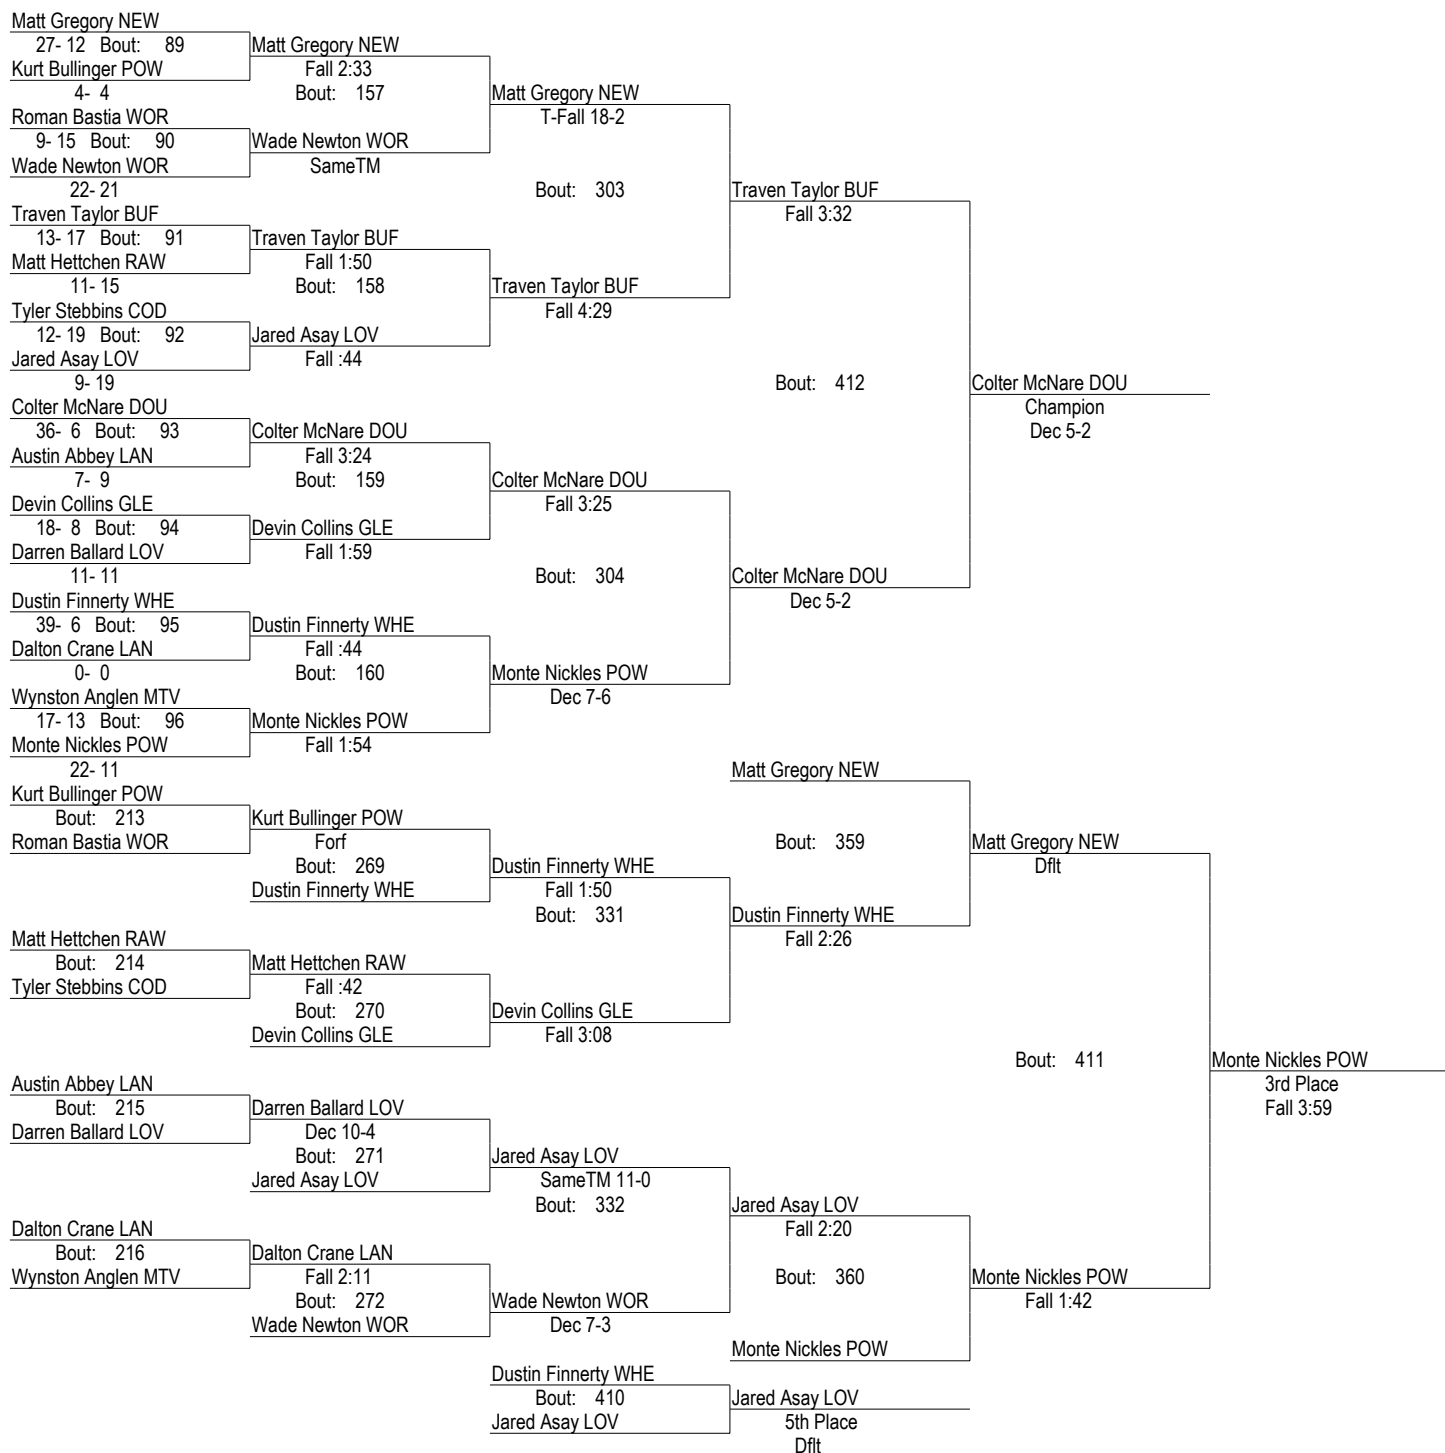 Matt Gregory NEW
27- 12 Bout: 89
Matt Gregory NEW
Kurt Bullinger POW
Fall 2:33
4- 4
Bout: 157
Matt Gregory NEW
Roman Bastia WOR
T-Fall 18-2
9- 15 Bout: 90
Wade Newton WOR
Wade Newton WOR
SameTM
22- 21
Bout: 303
Traven Taylor BUF
Traven Taylor BUF
Fall 3:32
13- 17 Bout: 91
Traven Taylor BUF
Matt Hettchen RAW
Fall 1:50
11- 15
Bout: 158
Traven Taylor BUF
Tyler Stebbins COD
Fall 4:29
12- 19 Bout: 92
Jared Asay LOV
Jared Asay LOV
Fall :44
9- 19
Bout: 412
Colter McNare DOU
Colter McNare DOU
Champion
36- 6 Bout: 93
Colter McNare DOU
Dec 5-2
Austin Abbey LAN
Fall 3:24
7- 9
Bout: 159
Colter McNare DOU
Devin Collins GLE
Fall 3:25
18- 8 Bout: 94
Devin Collins GLE
Darren Ballard LOV
Fall 1:59
11- 11
Bout: 304
Colter McNare DOU
Dustin Finnerty WHE
Dec 5-2
39- 6 Bout: 95
Dustin Finnerty WHE
Dalton Crane LAN
Fall :44
0- 0
Bout: 160
Monte Nickles POW
Wynston Anglen MTV
Dec 7-6
17- 13 Bout: 96
Monte Nickles POW
Monte Nickles POW
Fall 1:54
22- 11
Matt Gregory NEW
Kurt Bullinger POW
Bout: 213
Kurt Bullinger POW
Roman Bastia WOR
Forf
Bout: 359
Matt Gregory NEW
Bout: 269
Dustin Finnerty WHE
Dflt
Dustin Finnerty WHE
Fall 1:50
Bout: 331
Dustin Finnerty WHE
Matt Hettchen RAW
Fall 2:26
Bout: 214
Matt Hettchen RAW
Tyler Stebbins COD
Fall :42
Bout: 270
Devin Collins GLE
Devin Collins GLE
Fall 3:08
Bout: 411
Monte Nickles POW
Austin Abbey LAN
3rd Place
Bout: 215
Darren Ballard LOV
Fall 3:59
Darren Ballard LOV
Dec 10-4
Bout: 271
Jared Asay LOV
Jared Asay LOV
SameTM 11-0
Bout: 332
Jared Asay LOV
Dalton Crane LAN
Fall 2:20
Bout: 216
Dalton Crane LAN
Wynston Anglen MTV
Fall 2:11
Bout: 360
Monte Nickles POW
Bout: 272
Wade Newton WOR
Fall 1:42
Wade Newton WOR
Dec 7-3
Monte Nickles POW
Dustin Finnerty WHE
Bout: 410
Jared Asay LOV
Jared Asay LOV
5th Place
Dflt